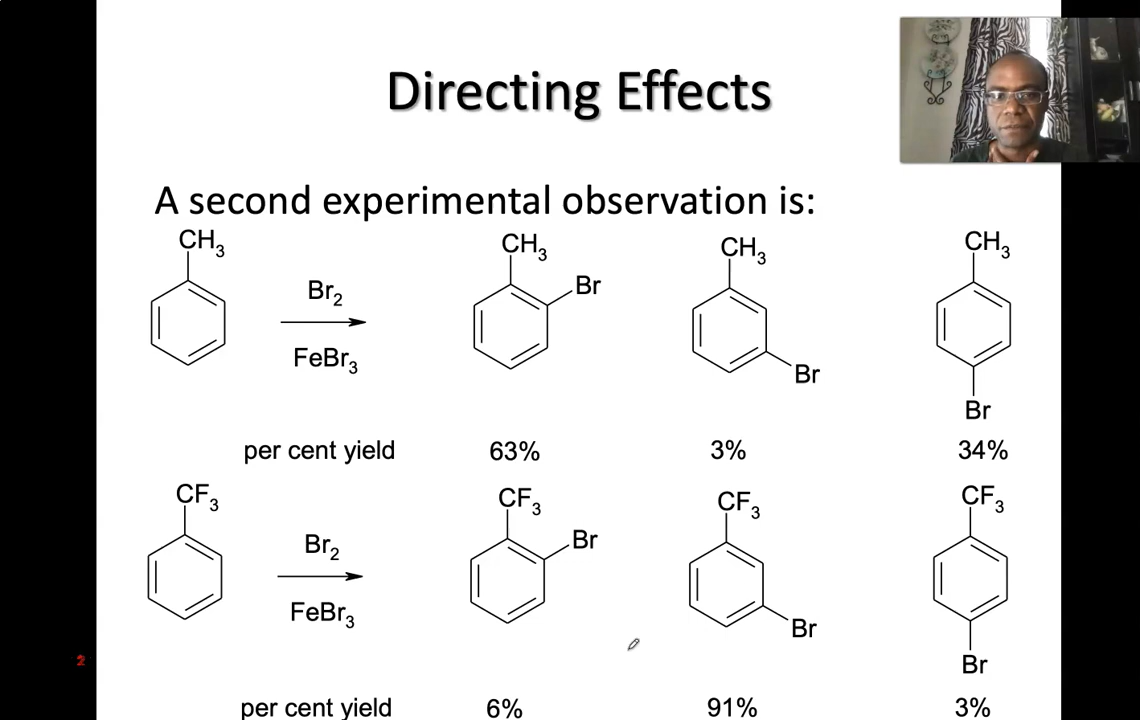 Directing Effects
A second experimental observation is:
CH3 CH3 CH3 CH3
Br2 Br
FeBr3 Br
Br
per cent yield 63% 3% 34%
CF3 CF3 CF3 CF3
Br2 Br
FeBr3 Br
Br
2
per cent yield 6% 91% 3%